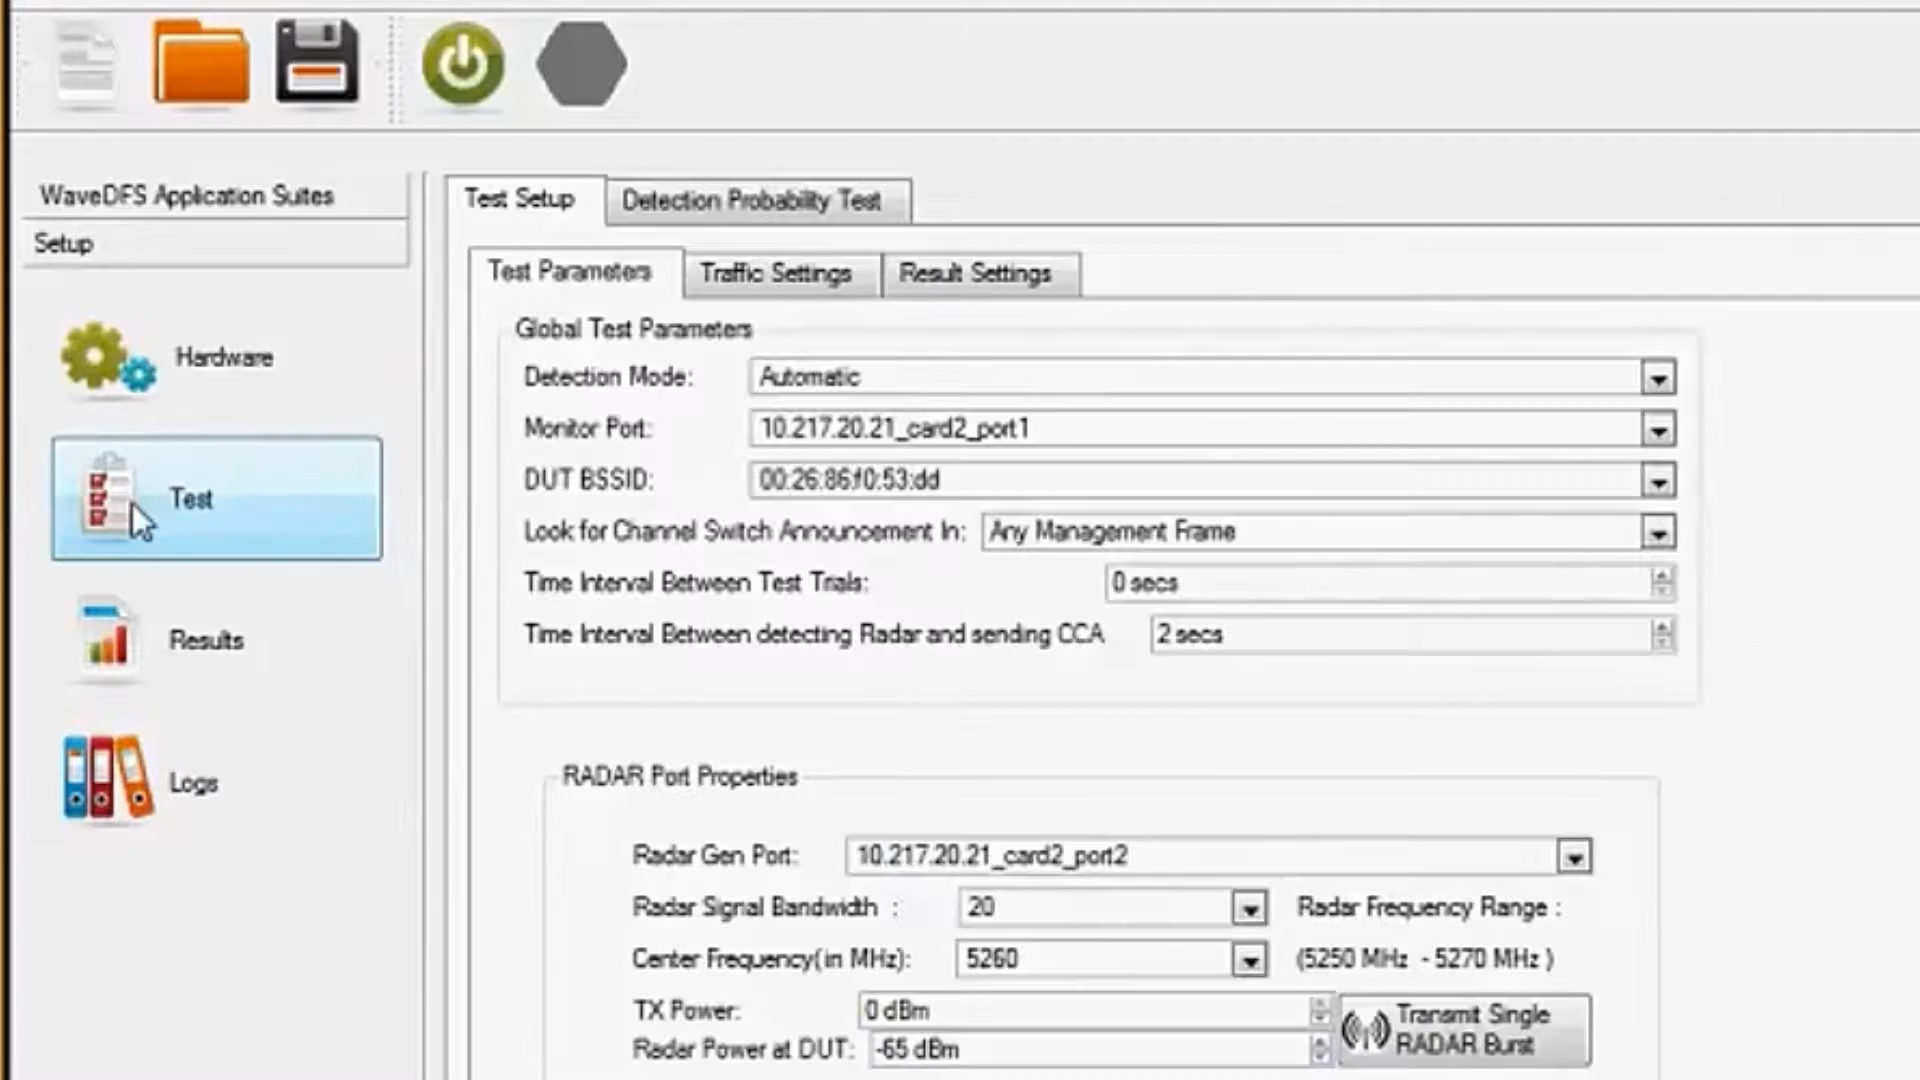 WaveDFS Application Suites
Setup
Hardware
Test
Results
Logs
Test Setup
Detection Probability Test
Test Parameters
Traffic Settings
Result Settings
Global Test Parameters
Detection Mode: Automatic
Monitor Port: 10.217.20.21_card2_port1
DUT BSSID: 00:26:86:f0:53:dd
Look for Channel Switch Announcement In: Any Management Frame
Time Interval Between Test Trials: 0 secs
Time Interval Between detecting Radar and sending CCA 2 secs
RADAR Port Properties
Radar Gen Port: 10.217.20.21_card2_port2
Radar Signal Bandwidth : 20 Radar Frequency Range :
Center Frequency(in MHz): 5260 (5250 MHz - 5270 MHz )
TX Power: 0 dBm
Transmit Single
RADAR Burst
Radar Power at DUT: -65 dBm